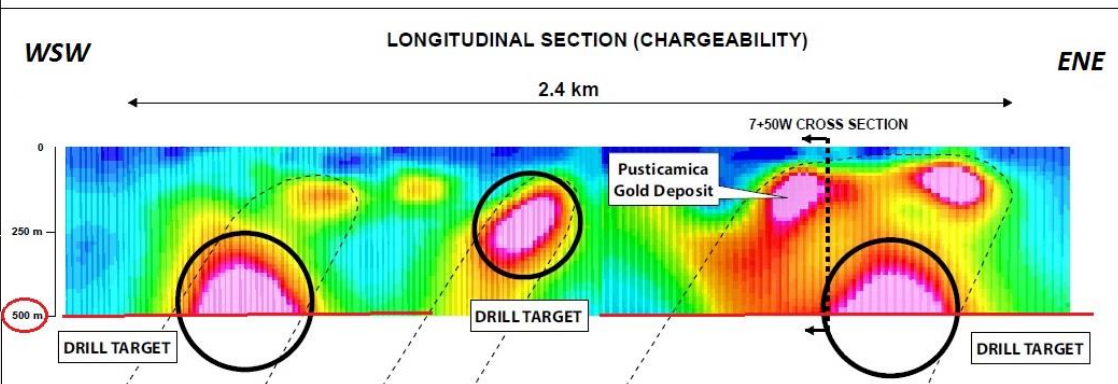 LONGITUDINAL SECTION (CHARGEABILITY)
WSW
ENE
2.4 km
7+50W CROSS SECTION
0
Pusticamica
Gold Deposit
250 m
500 m
DRILL TARGET
DRILL TARGET
DRILL TARGET